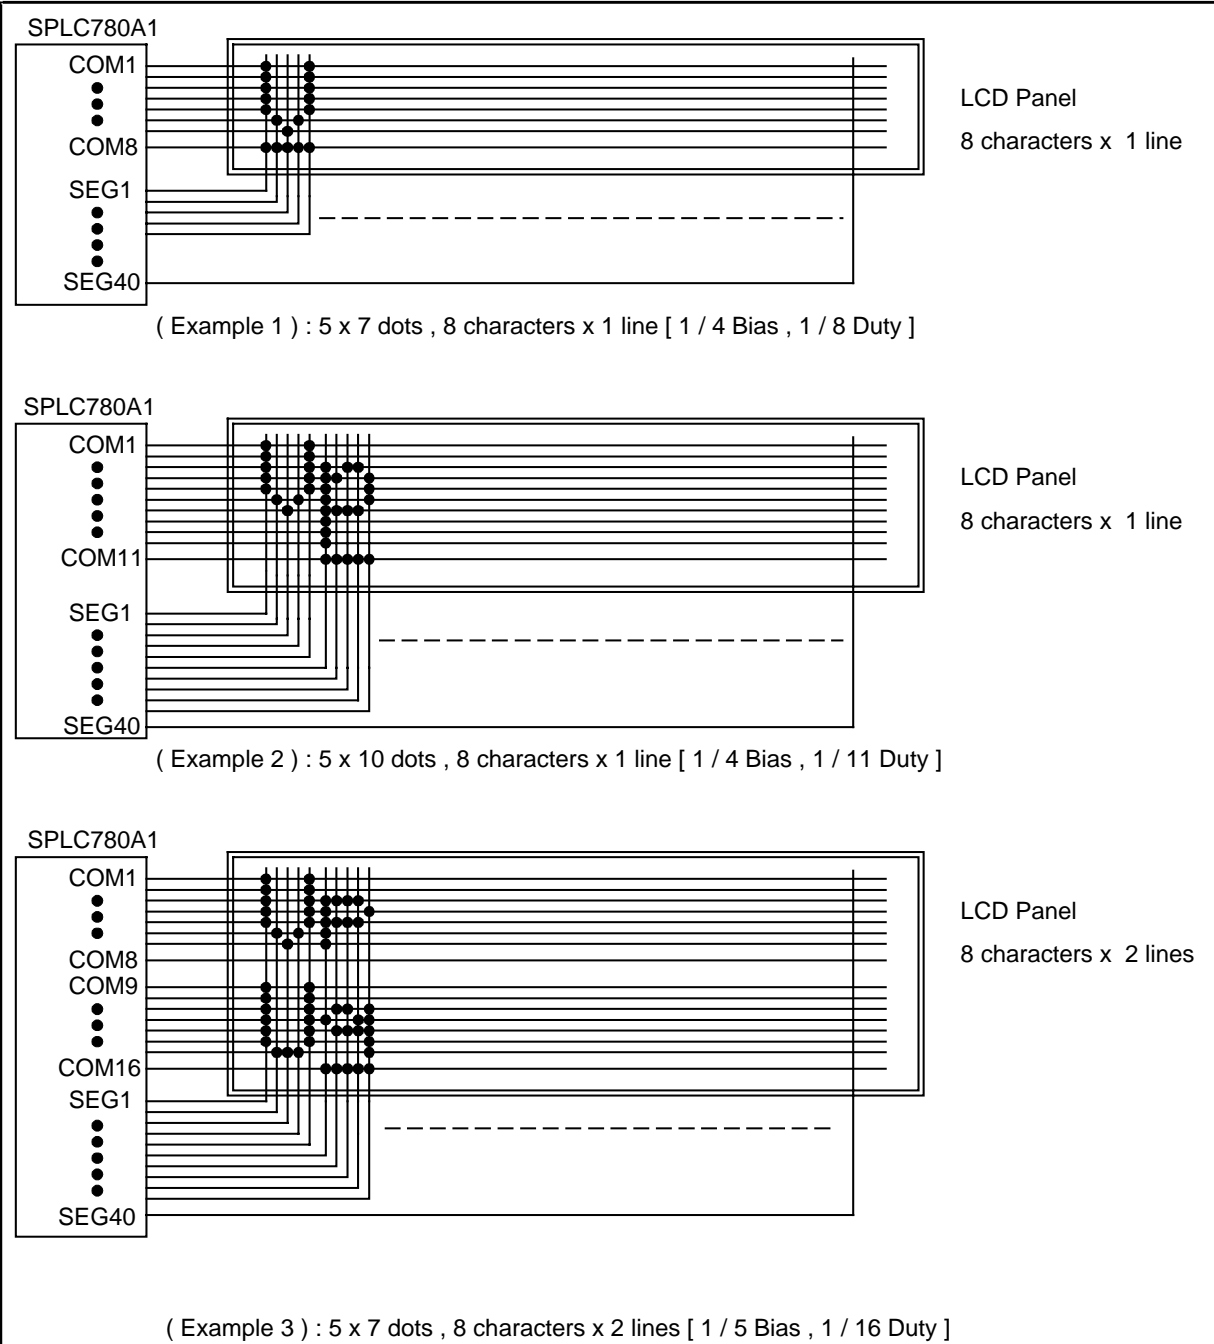 SPLC780A1
COM1
COM8
SEG1
SEG40
LCD Panel
8 characters x 1 line
( Example 1 ) : 5 x 7 dots , 8 characters x 1 line [ 1 / 4 Bias , 1 / 8 Duty ]
SPLC780A1
COM1
COM11
SEG1
SEG40
LCD Panel
8 characters x 1 line
( Example 2 ) : 5 x 10 dots , 8 characters x 1 line [ 1 / 4 Bias , 1 / 11 Duty ]
SPLC780A1
COM1
COM8
COM9
COM16
SEG1
SEG40
LCD Panel
8 characters x 2 lines
( Example 3 ) : 5 x 7 dots , 8 characters x 2 lines [ 1 / 5 Bias , 1 / 16 Duty ]